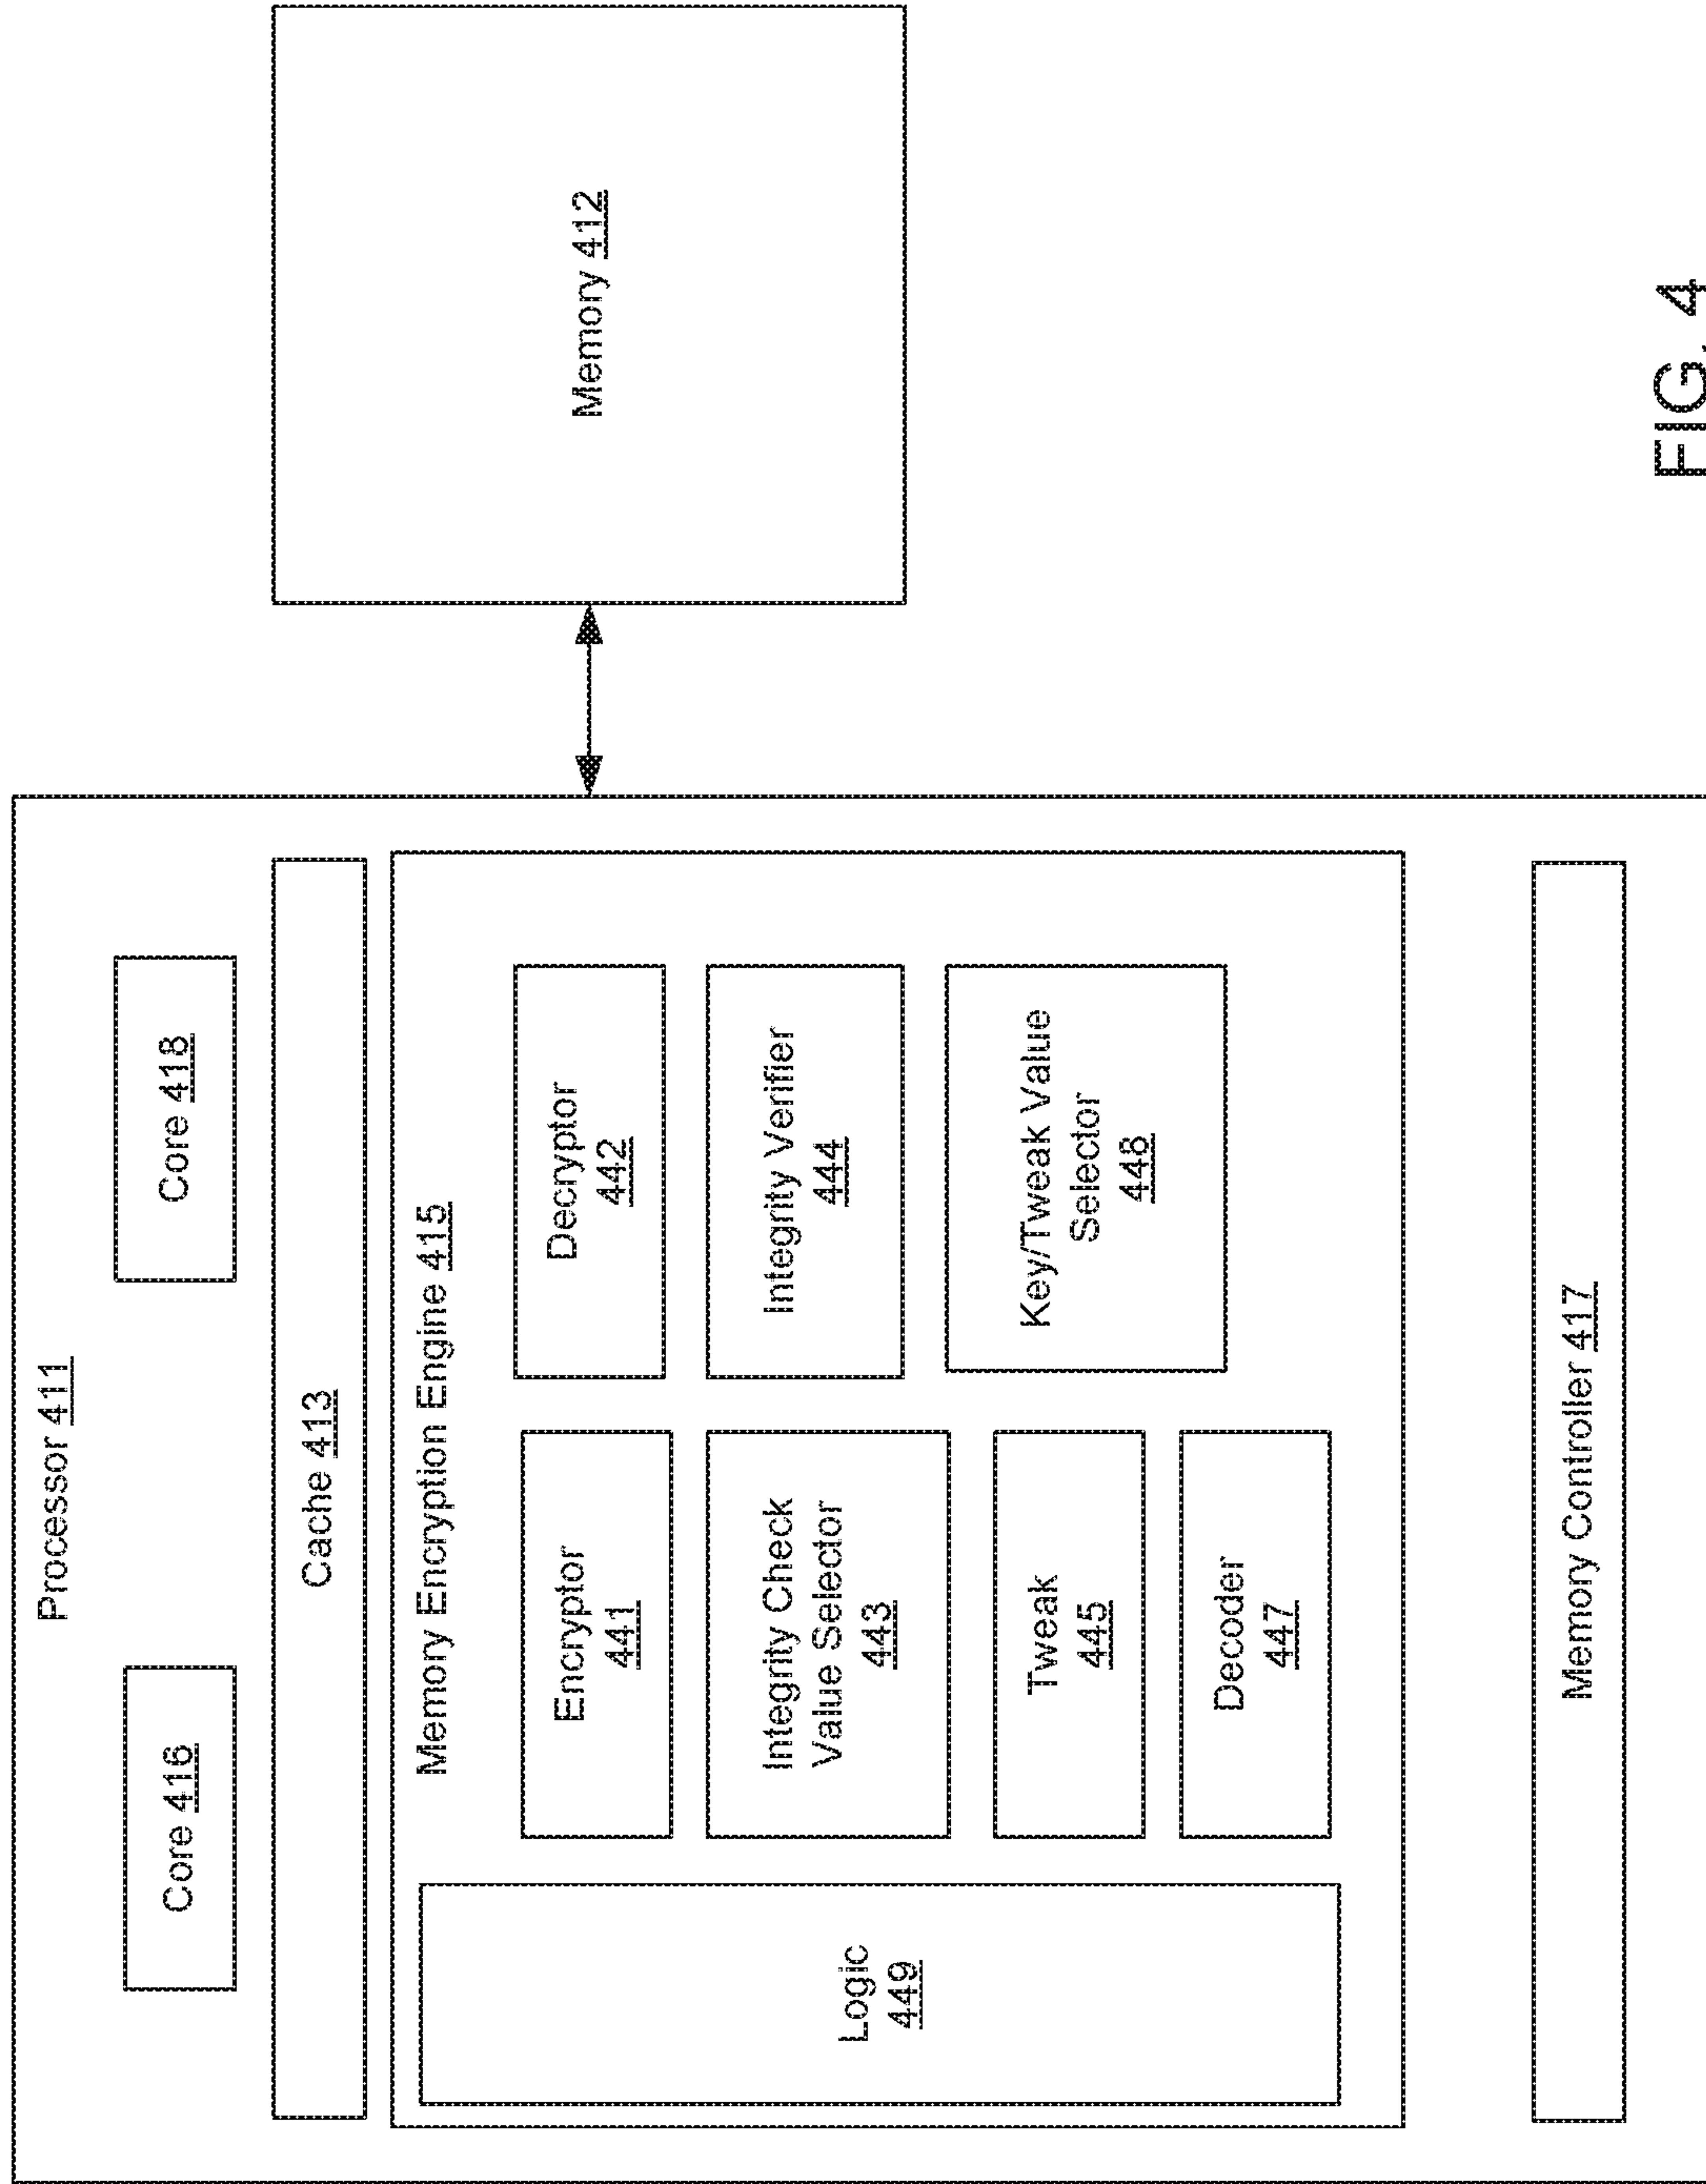 Processor 411
Core 416
Core 418
Cache 413
Memory Encryption Engine 415
Logic
449
Encryptor
441
Decryptor
442
Integrity Check
Value Selector
443
Integrity Verifier
444
Tweak
445
Key/Tweak Value
Selector
448
Decoder
447
Memory Controller 417
Memory 412
FIG. 4